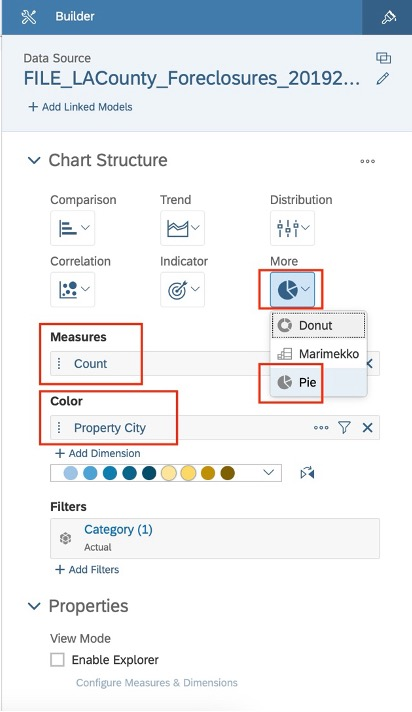 Builder
Data Source
FILE_LACounty_Foreclosures_20192...
+ Add Linked Models
Chart Structure
Comparison Trend Distribution
Correlation Indicator More
Donut
Measures
Marimekko
Count
Pie
Color
Property City
+ Add Dimension
Filters
Category (1)
Actual
+ Add Filters
Properties
View Mode
Enable Explorer
Configure Measures & Dimensions